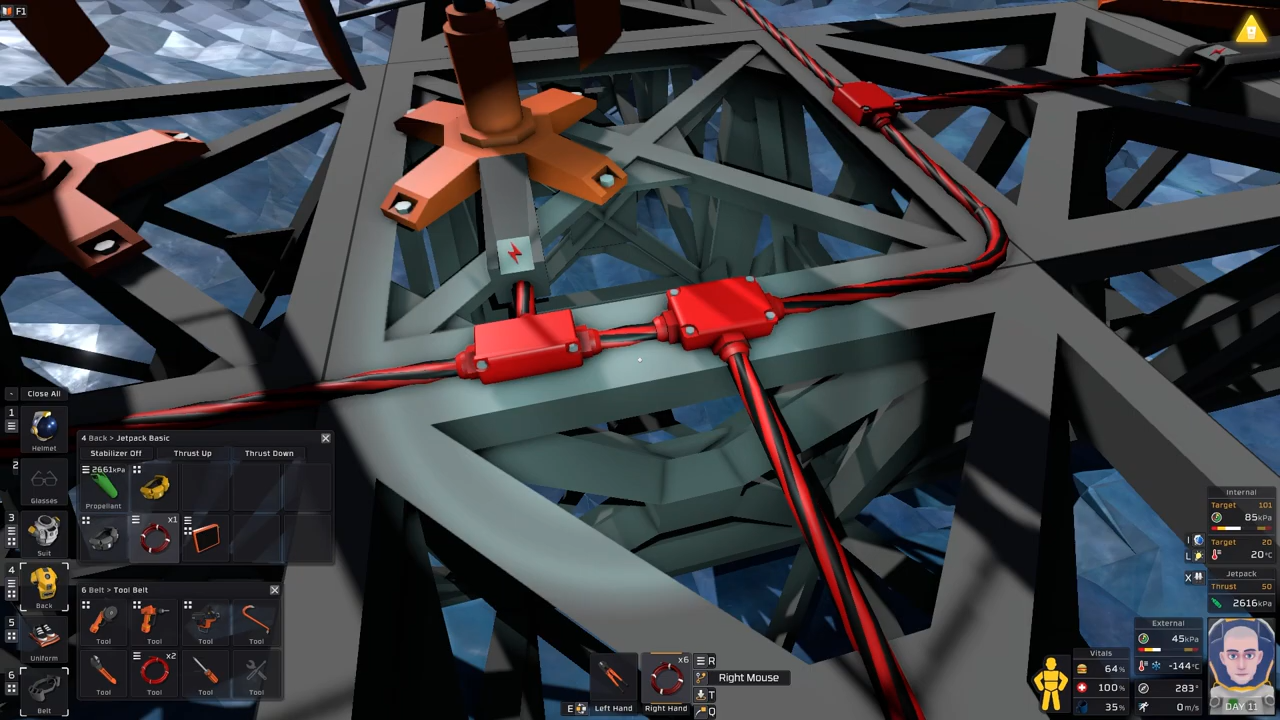 F1
- Close All
1 Helmet
2 Glasses
3 Suit
4 Back
5 Uniform
6 Belt
4 Back > Jetpack Basic
Stabilizer Off Thrust Up Thrust Down
2661kPa
Propellant
x1
6 Belt > Tool Belt
Tool Tool Tool Tool
x2
Tool Tool Tool Tool
E Left Hand
x6
Right Hand
R
Right Mouse
T
Q
Internal
Target 101
85kPa
Target 20
20°C
I
L
X
Jetpack
Thrust 50
2616kPa
External
45kPa
-144°C
283°
0m/s
Vitals
64%
100%
35%
DAY 11